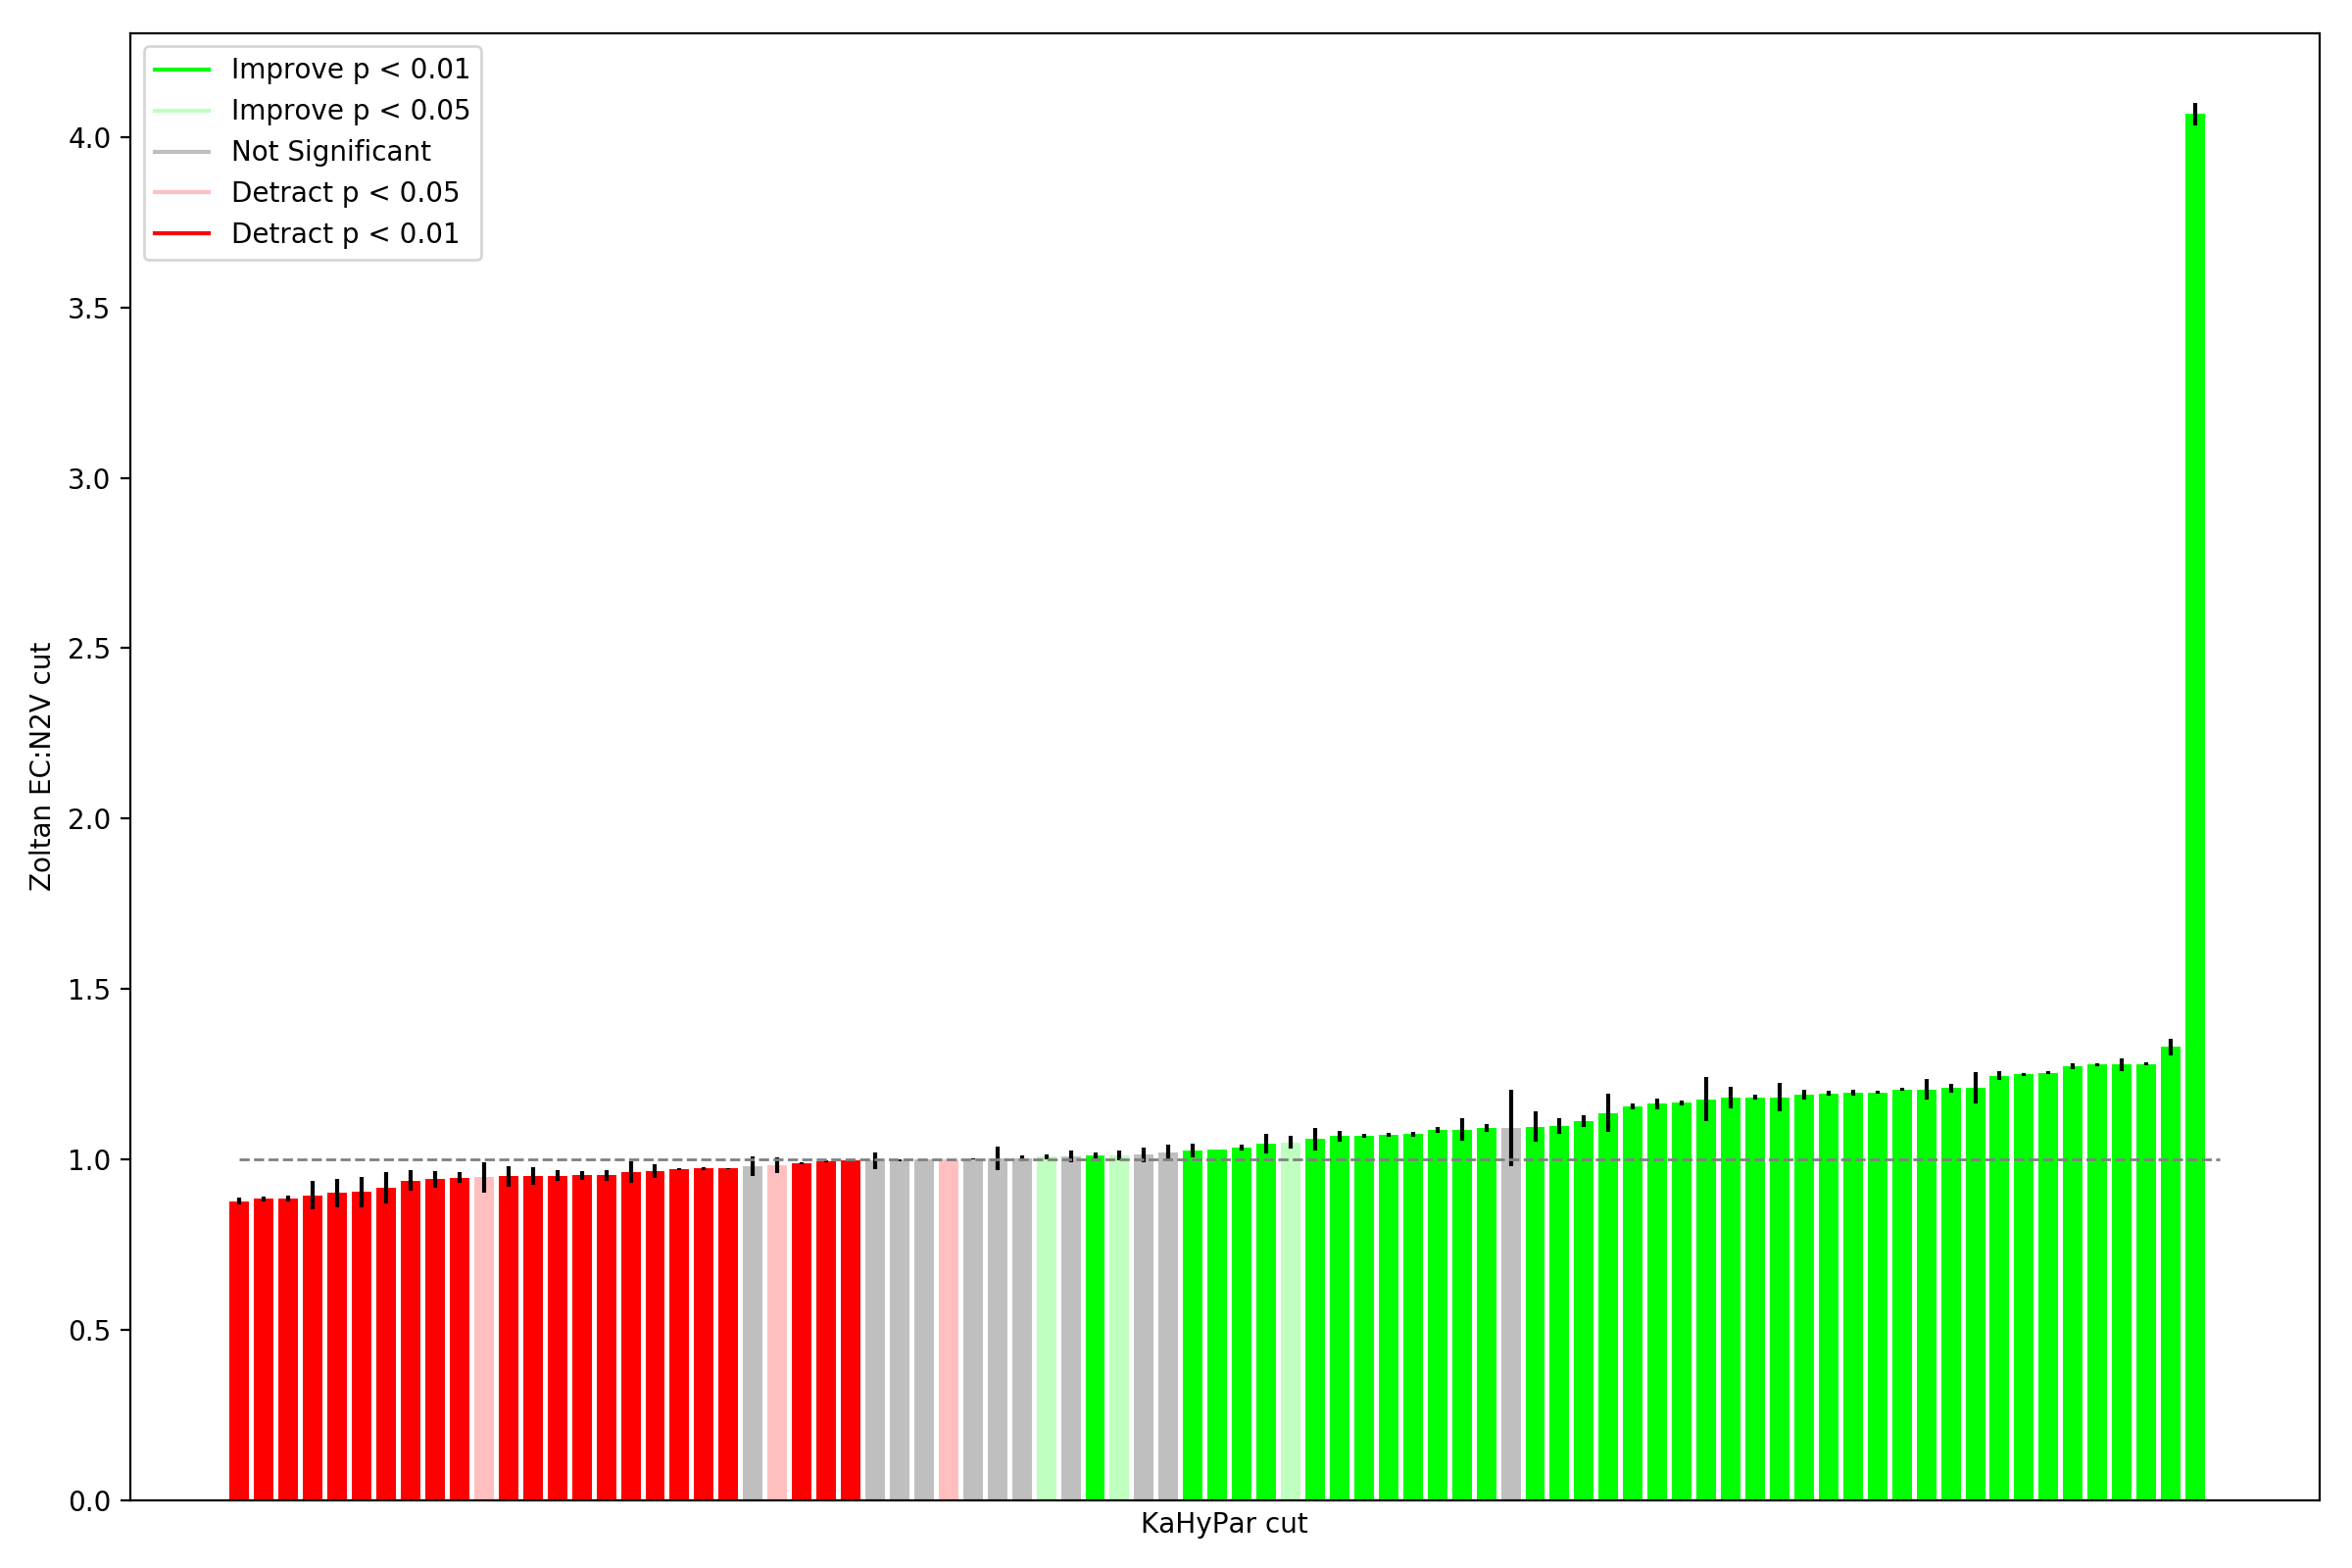 Improve p < 0.01
Improve p < 0.05
Not Significant
Detract p < 0.05
Detract p < 0.01
4.0
3.5
3.0
2.5
2.0
1.5
1.0
0.5
0.0
Zoltan EC:N2V cut
KaHyPar cut